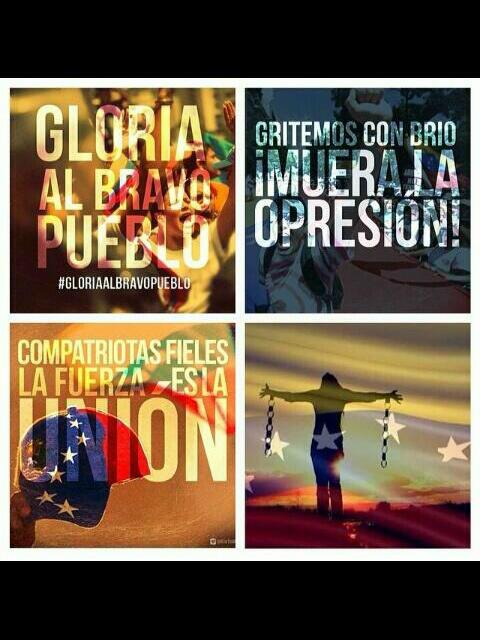 GLORIA
AL BRAVO
PUEBLO
#GLORIAALBRAVOPUEBLO
GRITEMOS CON BRIO
¡MUERA LA
OPRESIÓN!
COMPATRIOTAS FIELES
LA FUERZA ES LA
UNIÓN